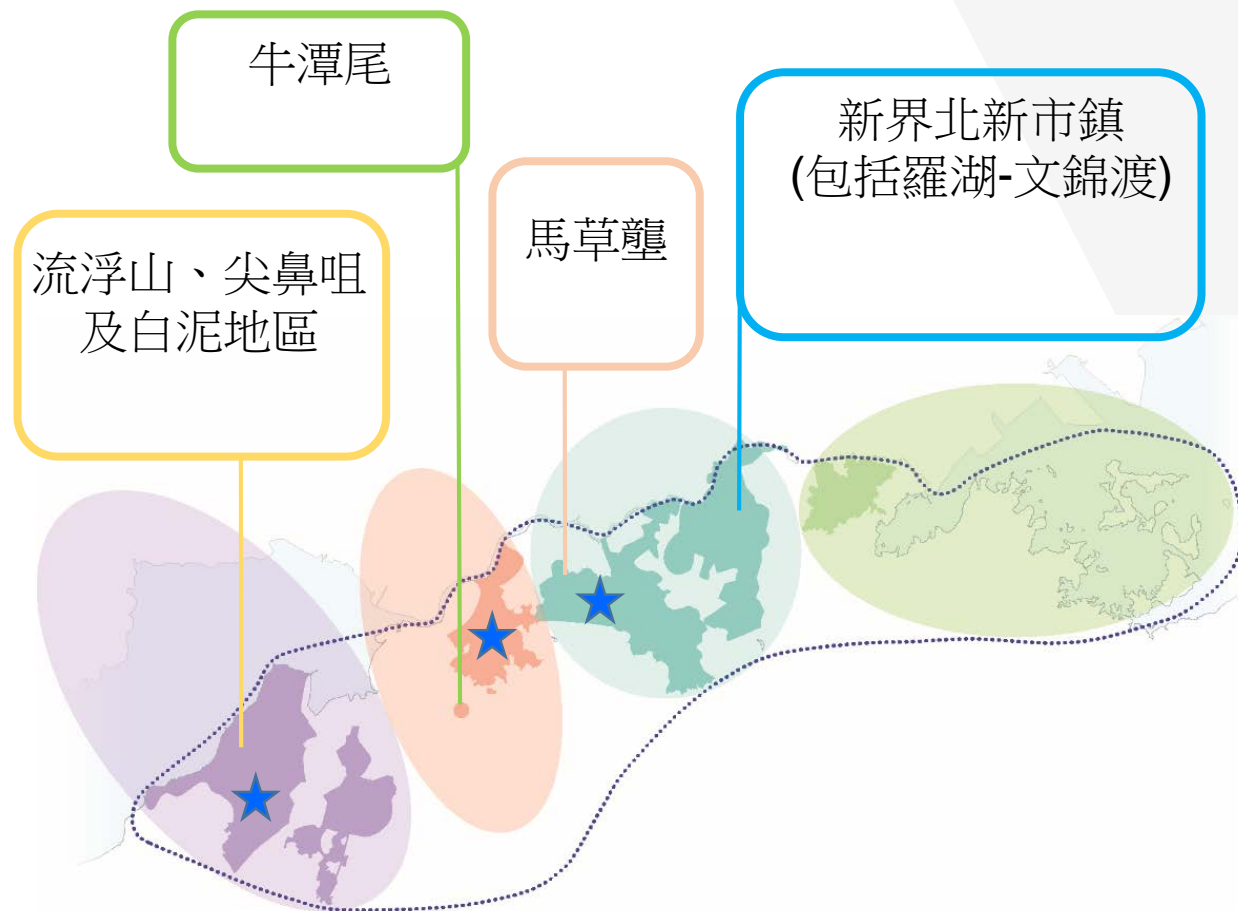 牛潭尾
新界北新市鎮
(包括羅湖-文錦渡)
馬草壟
流浮山、尖鼻咀
及白泥地區